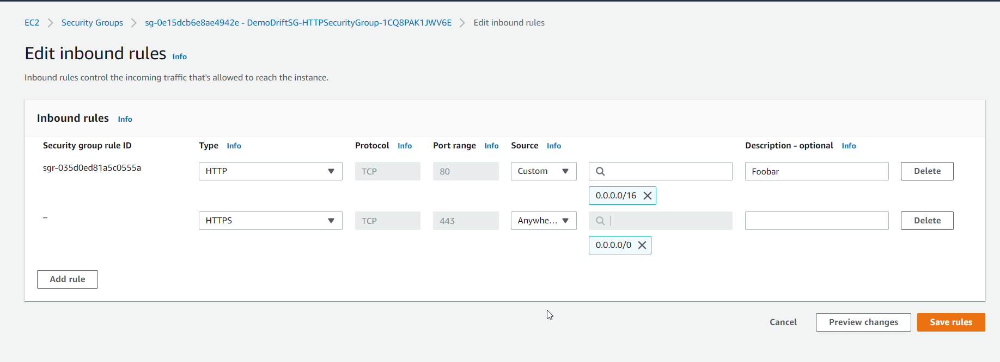 EC2 Security Groups sg-0e15dcb6e8ae4942e - DemoDriftSG-HTTPSecurityGroup-1CQ8PAK1JWV6E Edit inbound rules
Edit inbound rules Info
Inbound rules control the incoming traffic that's allowed to reach the instance.
Inbound rules Info
Security group rule ID Type Info Protocol Info Port range Info Source Info Description - optional Info
sgr-035d0ed81a5c0555a HTTP TCP 80 Custom Foobar Delete
0.0.0.0/16
– HTTPS TCP 443 Anywhe... Delete
0.0.0.0/0
Add rule
Cancel Preview changes Save rules